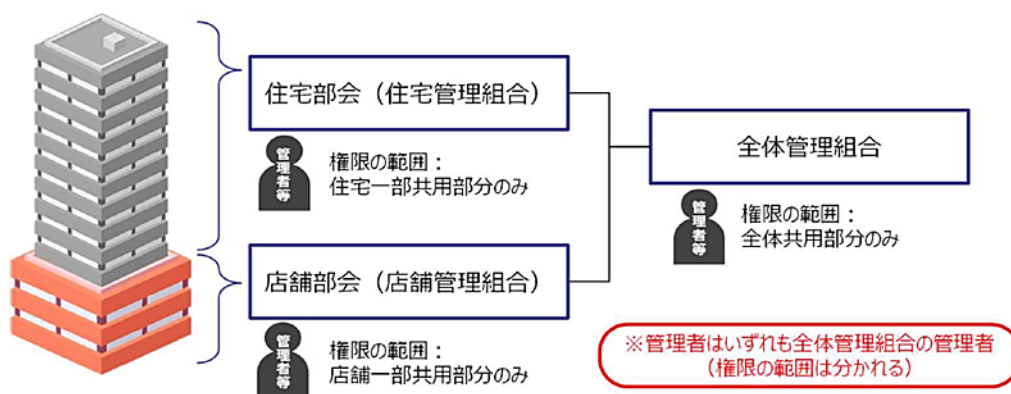 住宅部会（住宅管理組合）
管理者等
権限の範囲：
住宅一部共用部分のみ
店舗部会（店舗管理組合）
管理者等
権限の範囲：
店舗一部共用部分のみ
全体管理組合
管理者等
権限の範囲：
全体共用部分のみ
※管理者はいずれも全体管理組合の管理者
（権限の範囲は分かれる）